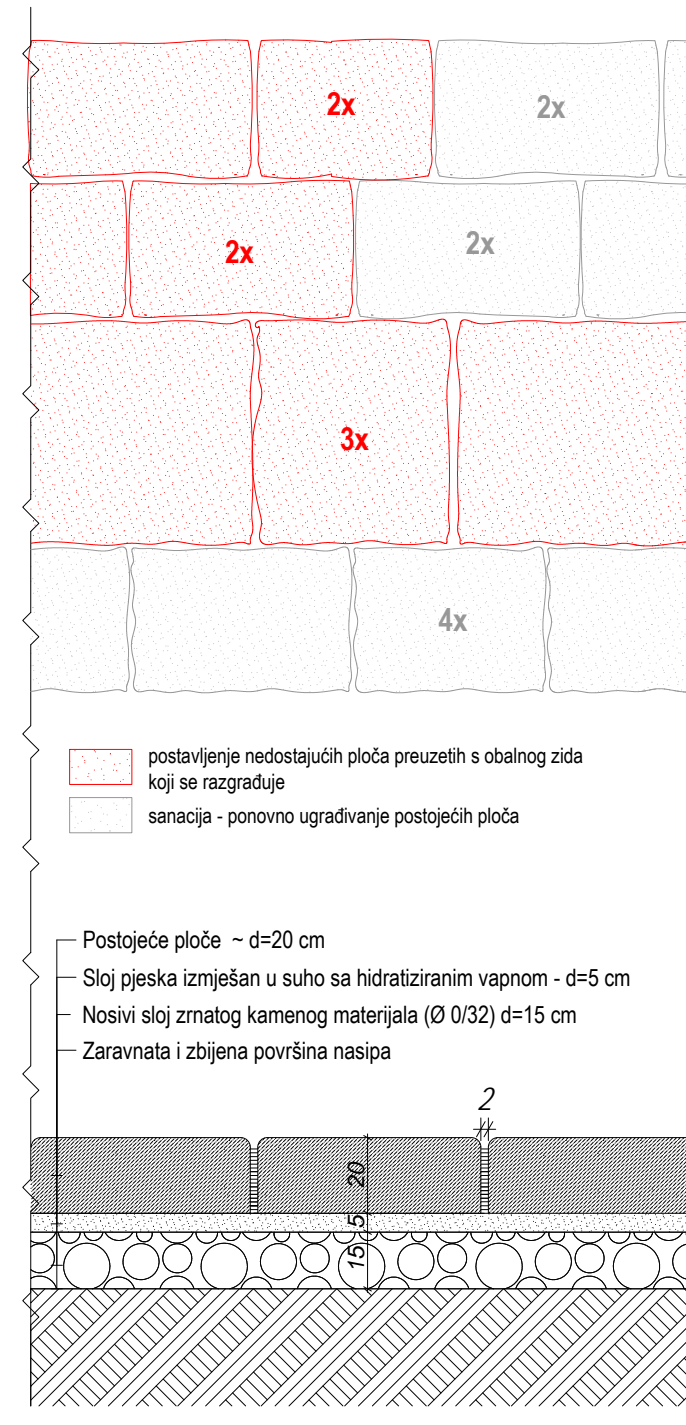 2x
2x
2x
2x
3x
4x
postavljenje nedostajućih ploča preuzetih s obalnog zida
koji se razgrađuje
sanacija - ponovno ugrađivanje postojećih ploča
Postojeće ploče ~ d=20 cm
Sloj pjeska izmješan u suho sa hidratiziranim vapnom - d=5 cm
Nosivi sloj zrnatog kamenog materijala (Ø 0/32) d=15 cm
Zaravnata i zbijena površina nasipa
2
20
5
15